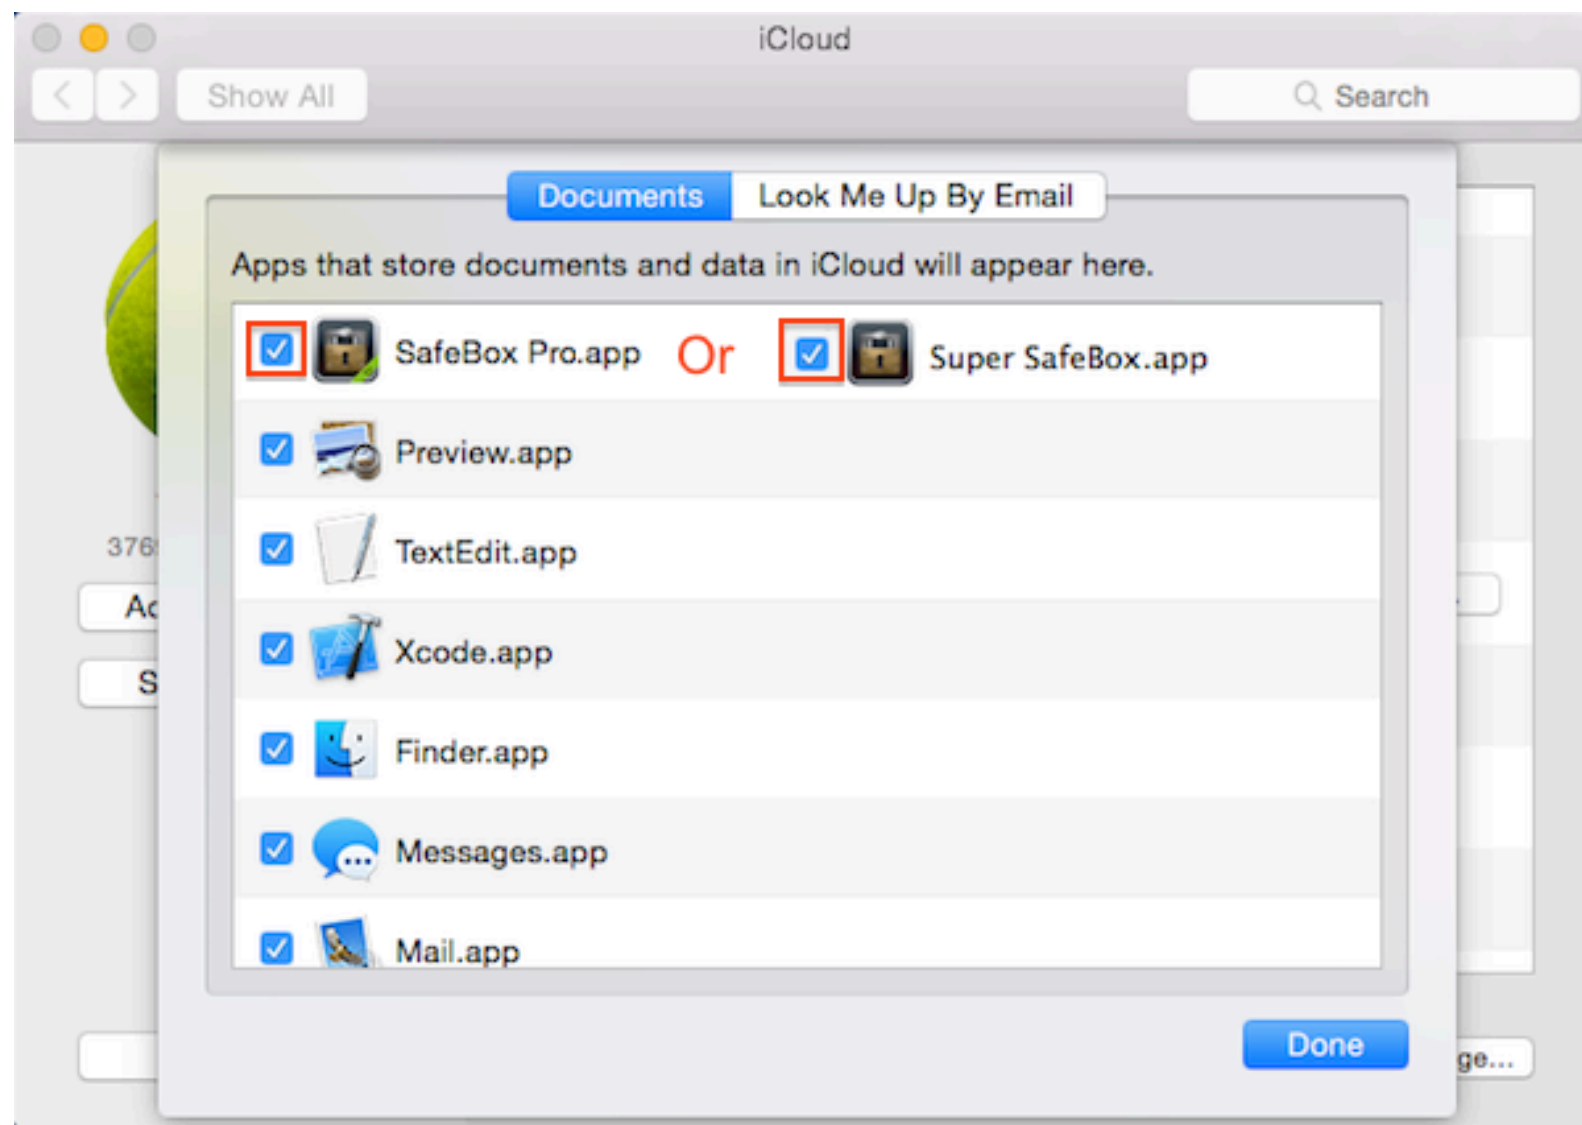 iCloud
Show All
Search
Documents
Look Me Up By Email
Apps that store documents and data in iCloud will appear here.
SafeBox Pro.app Or Super SafeBox.app
Preview.app
TextEdit.app
376
Xcode.app
Finder.app
Messages.app
Mail.app
Done
ge...